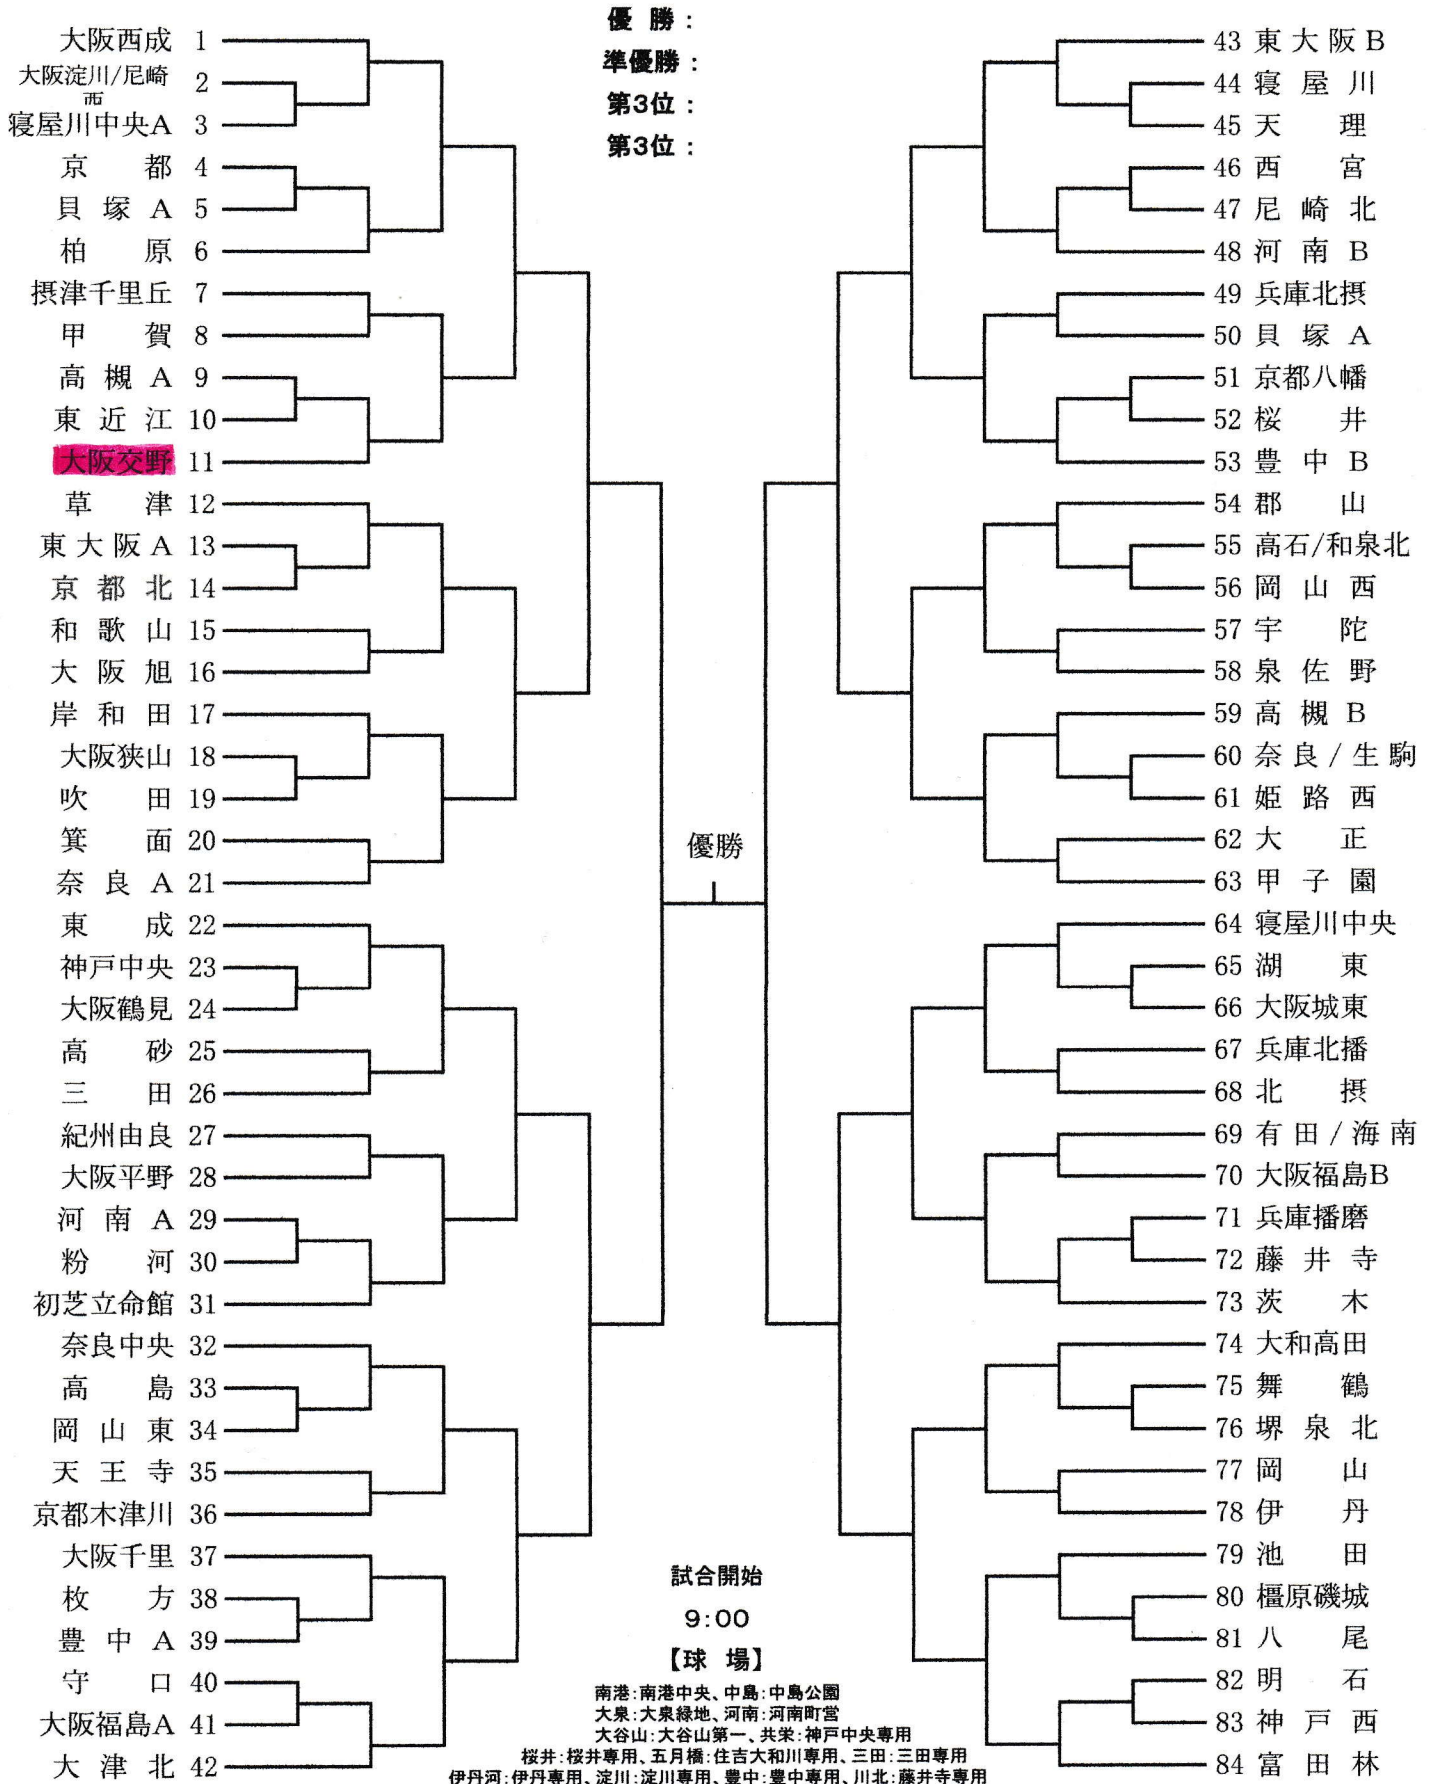 優 勝 :
準優勝 :
第3位 :
第3位 :
大阪西成 1
大阪淀川/尼崎西 2
寝屋川中央A 3
京 都 4
貝 塚 A 5
柏 原 6
摂津千里丘 7
甲 賀 8
高 槻 A 9
東 近 江 10
大阪交野 11
草 津 12
東 大 阪 A 13
京 都 北 14
和 歌 山 15
大 阪 旭 16
岸 和 田 17
大阪狭山 18
吹 田 19
箕 面 20
奈 良 A 21
東 成 22
神戸中央 23
大阪鶴見 24
高 砂 25
三 田 26
紀州由良 27
大阪平野 28
河 南 A 29
粉 河 30
初芝立命館 31
奈良中央 32
高 島 33
岡 山 東 34
天 王 寺 35
京都木津川 36
大阪千里 37
枚 方 38
豊 中 A 39
守 口 40
大阪福島A 41
大 津 北 42
優勝
43 東 大 阪 B
44 寝 屋 川
45 天 理
46 西 宮
47 尼 崎 北
48 河 南 B
49 兵庫北摂
50 貝 塚 A
51 京都八幡
52 桜 井
53 豊 中 B
54 郡 山
55 高石/和泉北
56 岡 山 西
57 宇 陀
58 泉 佐 野
59 高 槻 B
60 奈 良 / 生 駒
61 姫 路 西
62 大 正
63 甲 子 園
64 寝屋川中央
65 湖 東
66 大阪城東
67 兵庫北播
68 北 摂
69 有 田 / 海 南
70 大阪福島B
71 兵庫播磨
72 藤 井 寺
73 茨 木
74 大和高田
75 舞 鶴
76 堺 泉 北
77 岡 山
78 伊 丹
79 池 田
80 橿原磯城
81 八 尾
82 明 石
83 神 戸 西
84 富 田 林
試合開始
9:00
【球 場】
南港:南港中央、中島:中島公園
大泉:大泉緑地、河南:河南町営
大谷山:大谷山第一、共栄:神戸中央専用
桜井:桜井専用、五月橋:住吉大和川専用、三田:三田専用
伊丹河:伊丹専用、淀川:淀川専用、豊中:豊中専用、川北:藤井寺専用